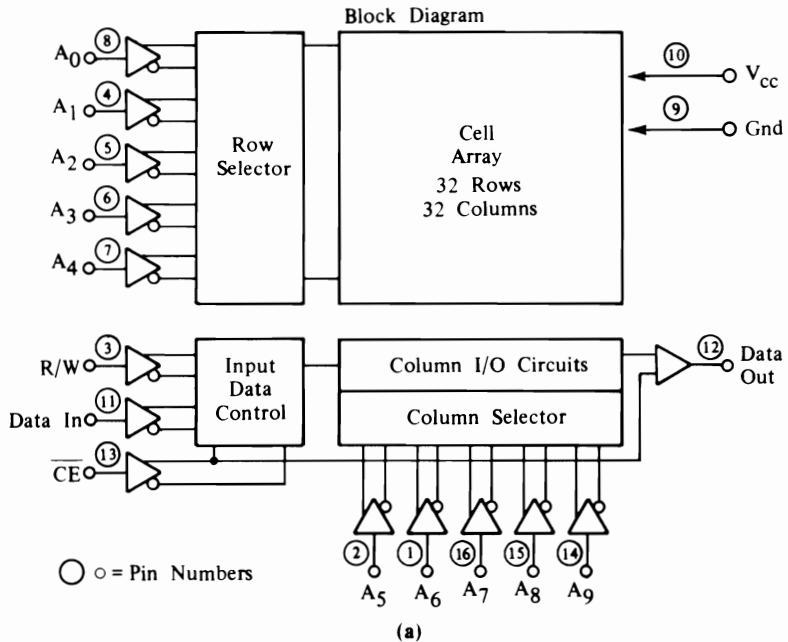 Block Diagram
A0 8
A1 4
A2 5
A3 6
A4 7
Row
Selector
Cell
Array
32 Rows
32 Columns
10 Vcc
9 Gnd
R/W 3
Data In 11
CE 13
Input
Data
Control
Column I/O Circuits
Column Selector
12 Data
Out
2 1 16 15 14
A5 A6 A7 A8 A9
= Pin Numbers
(a)